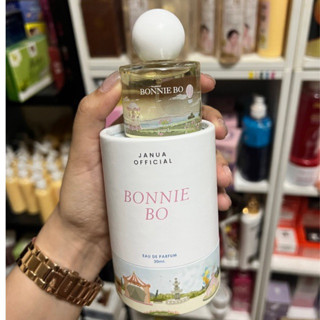 BONNIE BO
JANUA
OFFICIAL
BONNIE
BO
EAU DE PARFUM